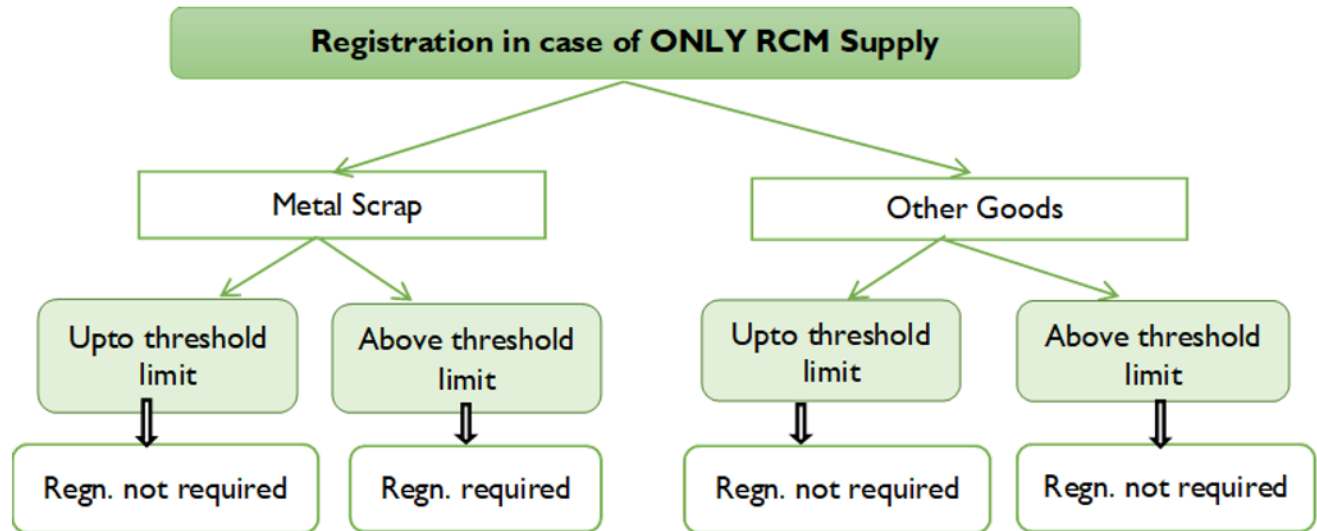 Registration in case of ONLY RCM Supply
Metal Scrap
Other Goods
Upto threshold
limit
Above threshold
limit
Upto threshold
limit
Above threshold
limit
Regn. not required
Regn. required
Regn. not required
Regn. not required